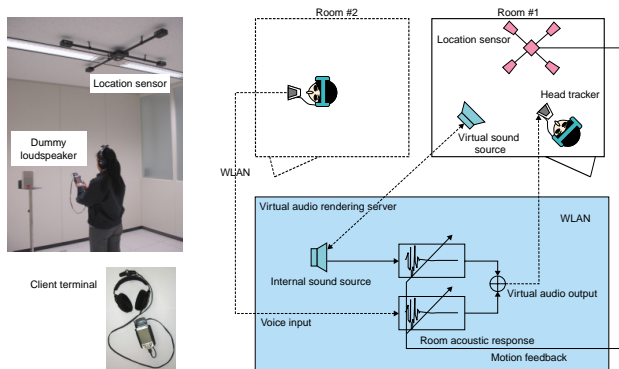 Location sensor
Dummy
loudspeaker
Client terminal
Room #2
Room #1
Location sensor
Head tracker
Virtual sound
source
WLAN
Virtual audio rendering server
WLAN
Internal sound source
Virtual audio output
Voice input
Room acoustic response
Motion feedback